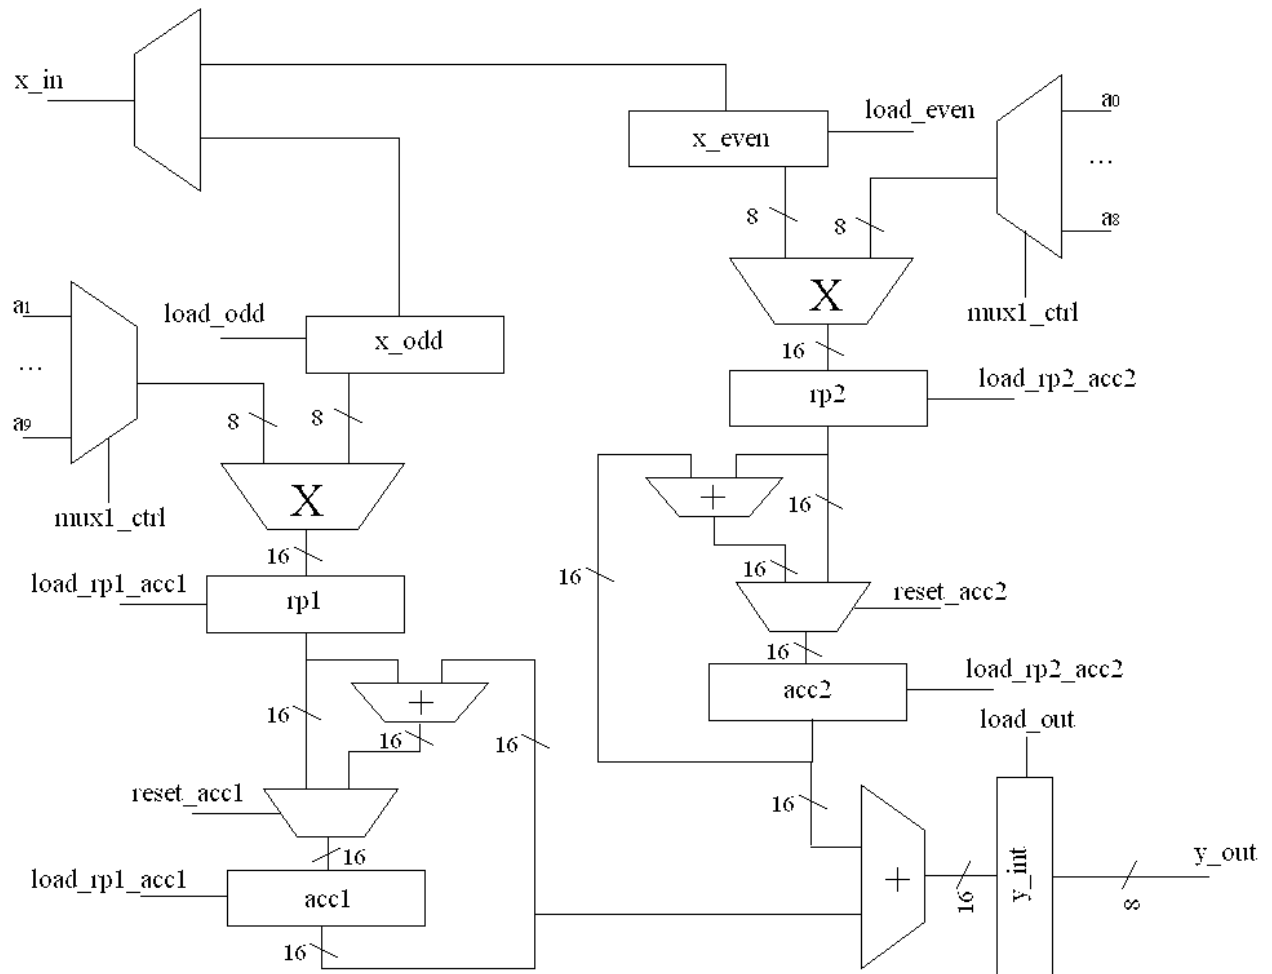 x_in
load_even
x_even
a0
...
a8
8
8
X
mux1_ctrl
16
rp2
load_rp2_acc2
a1
...
a9
load_odd
x_odd
8
8
X
mux1_ctrl
16
load_rp1_acc1
rp1
+
16
16
16
reset_acc2
16
acc2
load_rp2_acc2
load_out
+
16
16
16
reset_acc1
16
load_rp1_acc1
acc1
16
16
+
16
y_int
8
y_out